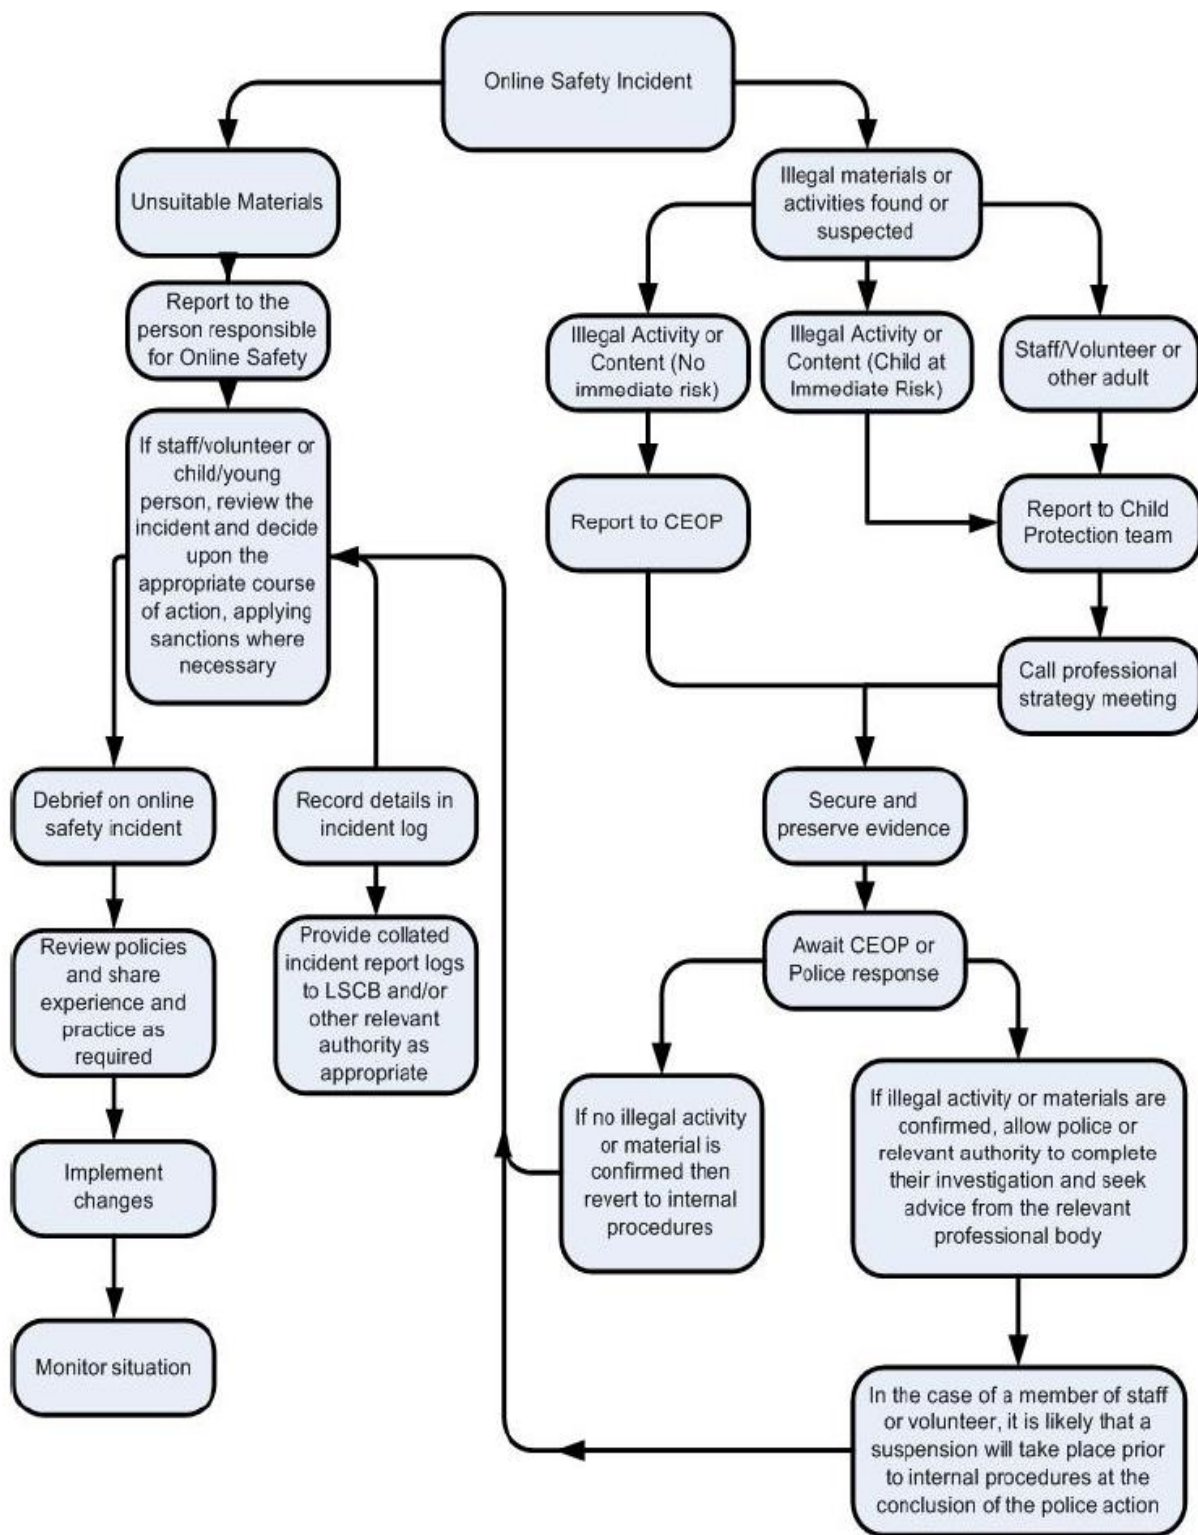 Online Safety Incident
Unsuitable Materials
Illegal materials or
activities found or
suspected
Report to the
person responsible
for Online Safety
Illegal Activity or
Content (No
immediate risk)
Illegal Activity or
Content (Child at
Immediate Risk)
Staff/Volunteer or
other adult
If staff/volunteer or
child/young
person, review the
incident and decide
upon the
appropriate course
of action, applying
sanctions where
necessary
Report to CEOP
Report to Child
Protection team
Call professional
strategy meeting
Debrief on online
safety incident
Record details in
incident log
Secure and
preserve evidence
Review policies
and share
experience and
practice as
required
Provide collated
incident report logs
to LSCB and/or
other relevant
authority as
appropriate
Await CEOP or
Police response
If no illegal activity
or material is
confirmed then
revert to internal
procedures
If illegal activity or materials are
confirmed, allow police or
relevant authority to complete
their investigation and seek
advice from the relevant
professional body
Implement
changes
Monitor situation
In the case of a member of staff
or volunteer, it is likely that a
suspension will take place prior
to internal procedures at the
conclusion of the police action